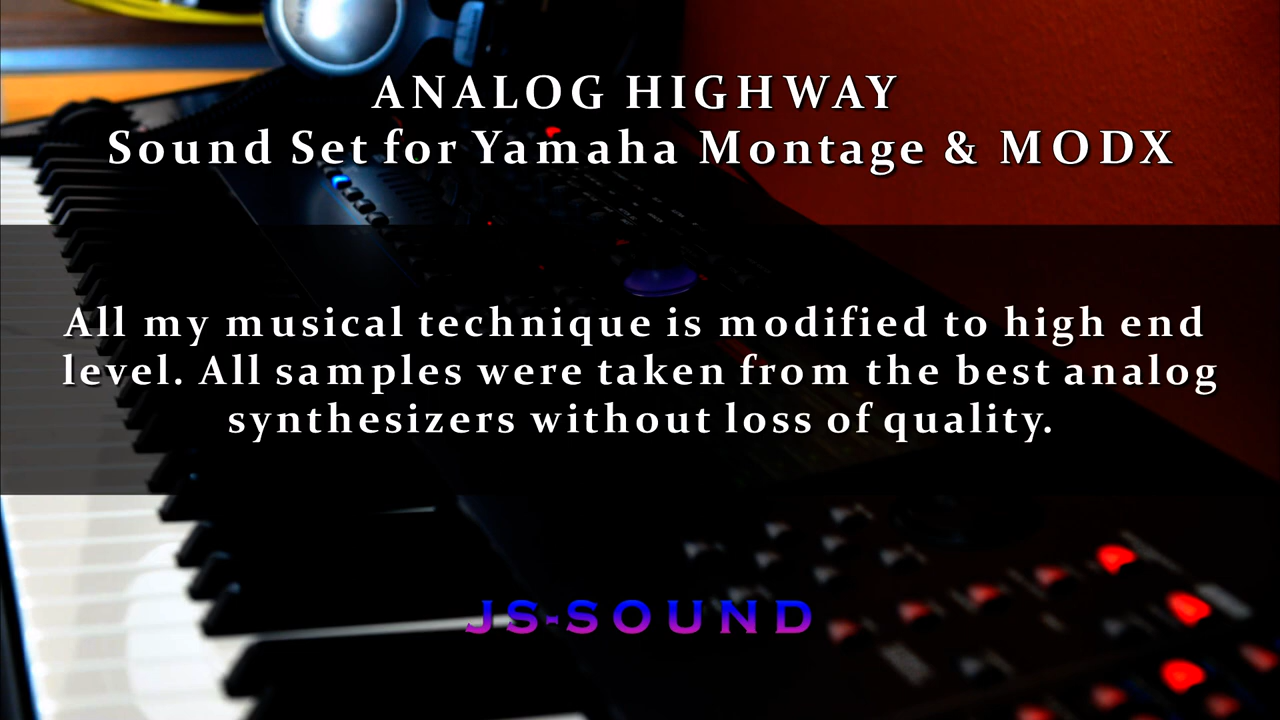 ANALOG HIGHWAY
Sound Set for Yamaha Montage & MODX
All my musical technique is modified to high end
level. All samples were taken from the best analog
synthesizers without loss of quality.
JS-SOUND